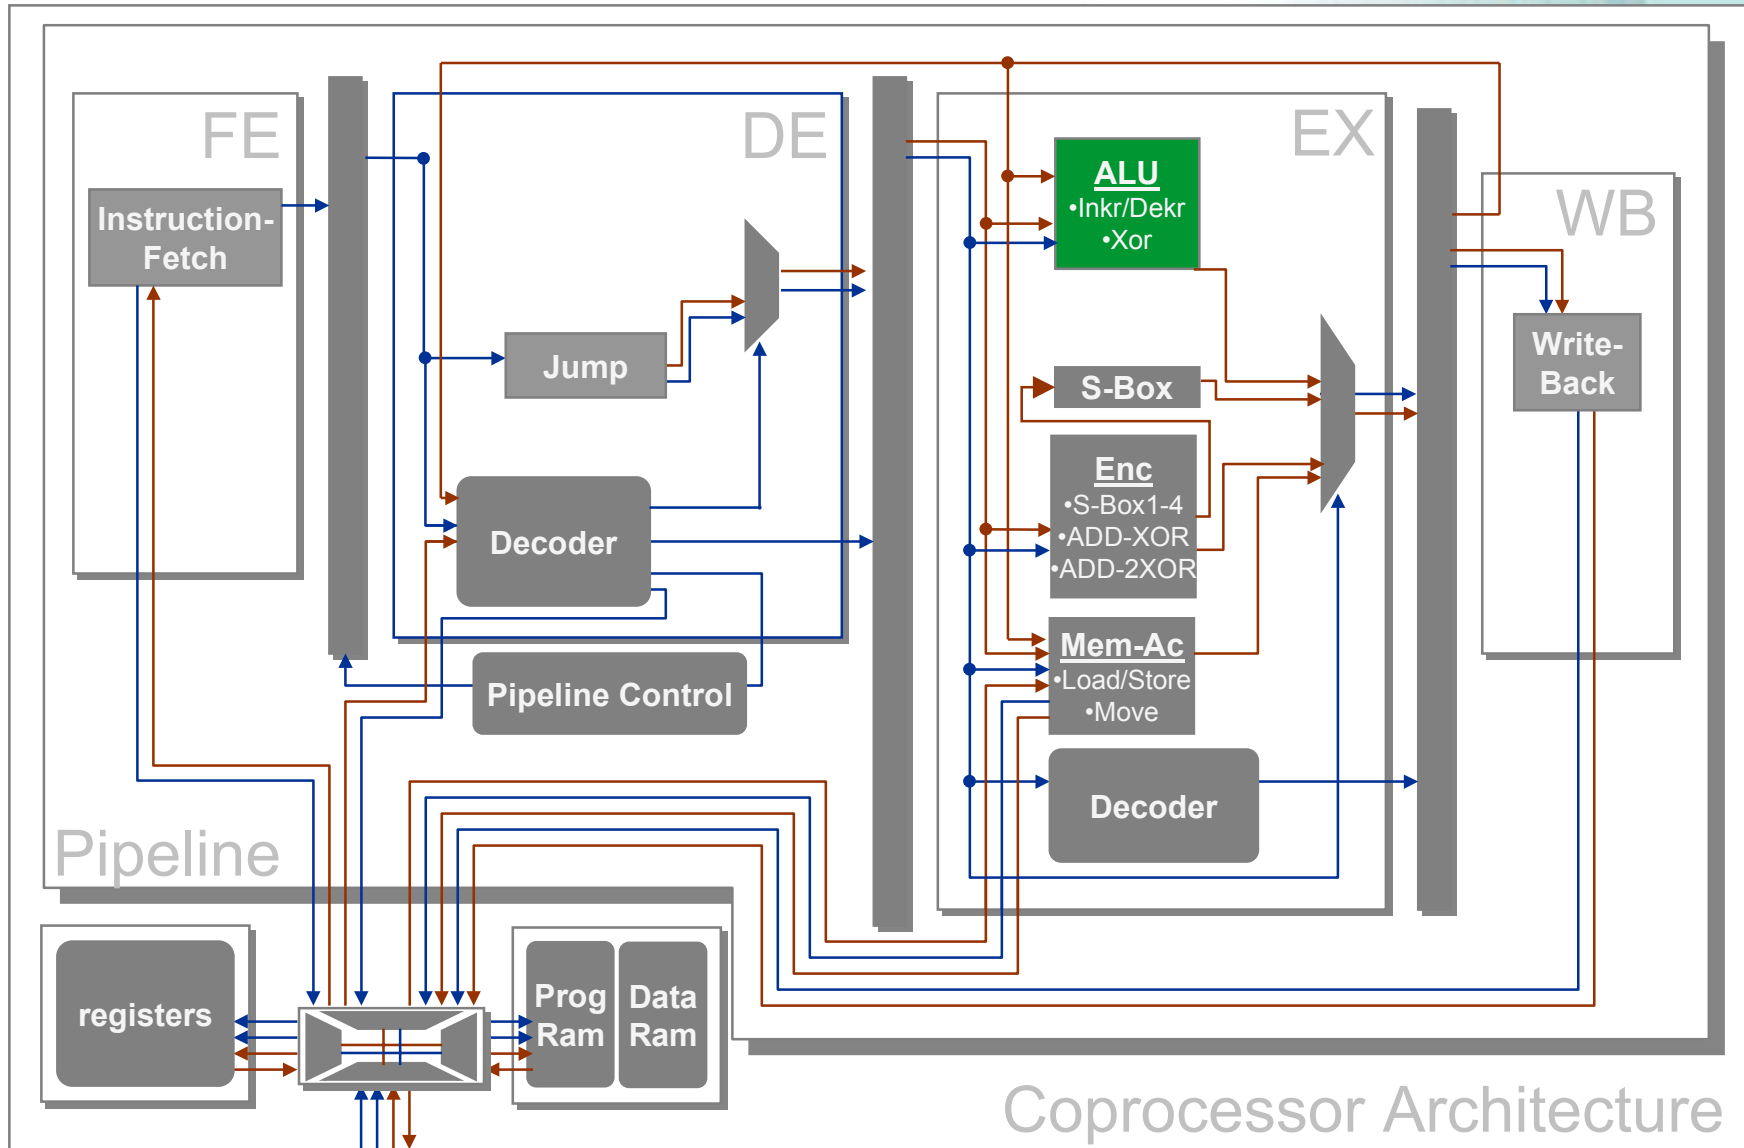 FE
DE
EX
WB
Instruction-
Fetch
Jump
Decoder
Pipeline Control
ALU
•Inkr/Dekr
•Xor
S-Box
Enc
•S-Box1-4
•ADD-XOR
•ADD-2XOR
Mem-Ac
•Load/Store
•Move
Decoder
Write-
Back
Pipeline
registers
Prog
Ram
Data
Ram
Coprocessor Architecture